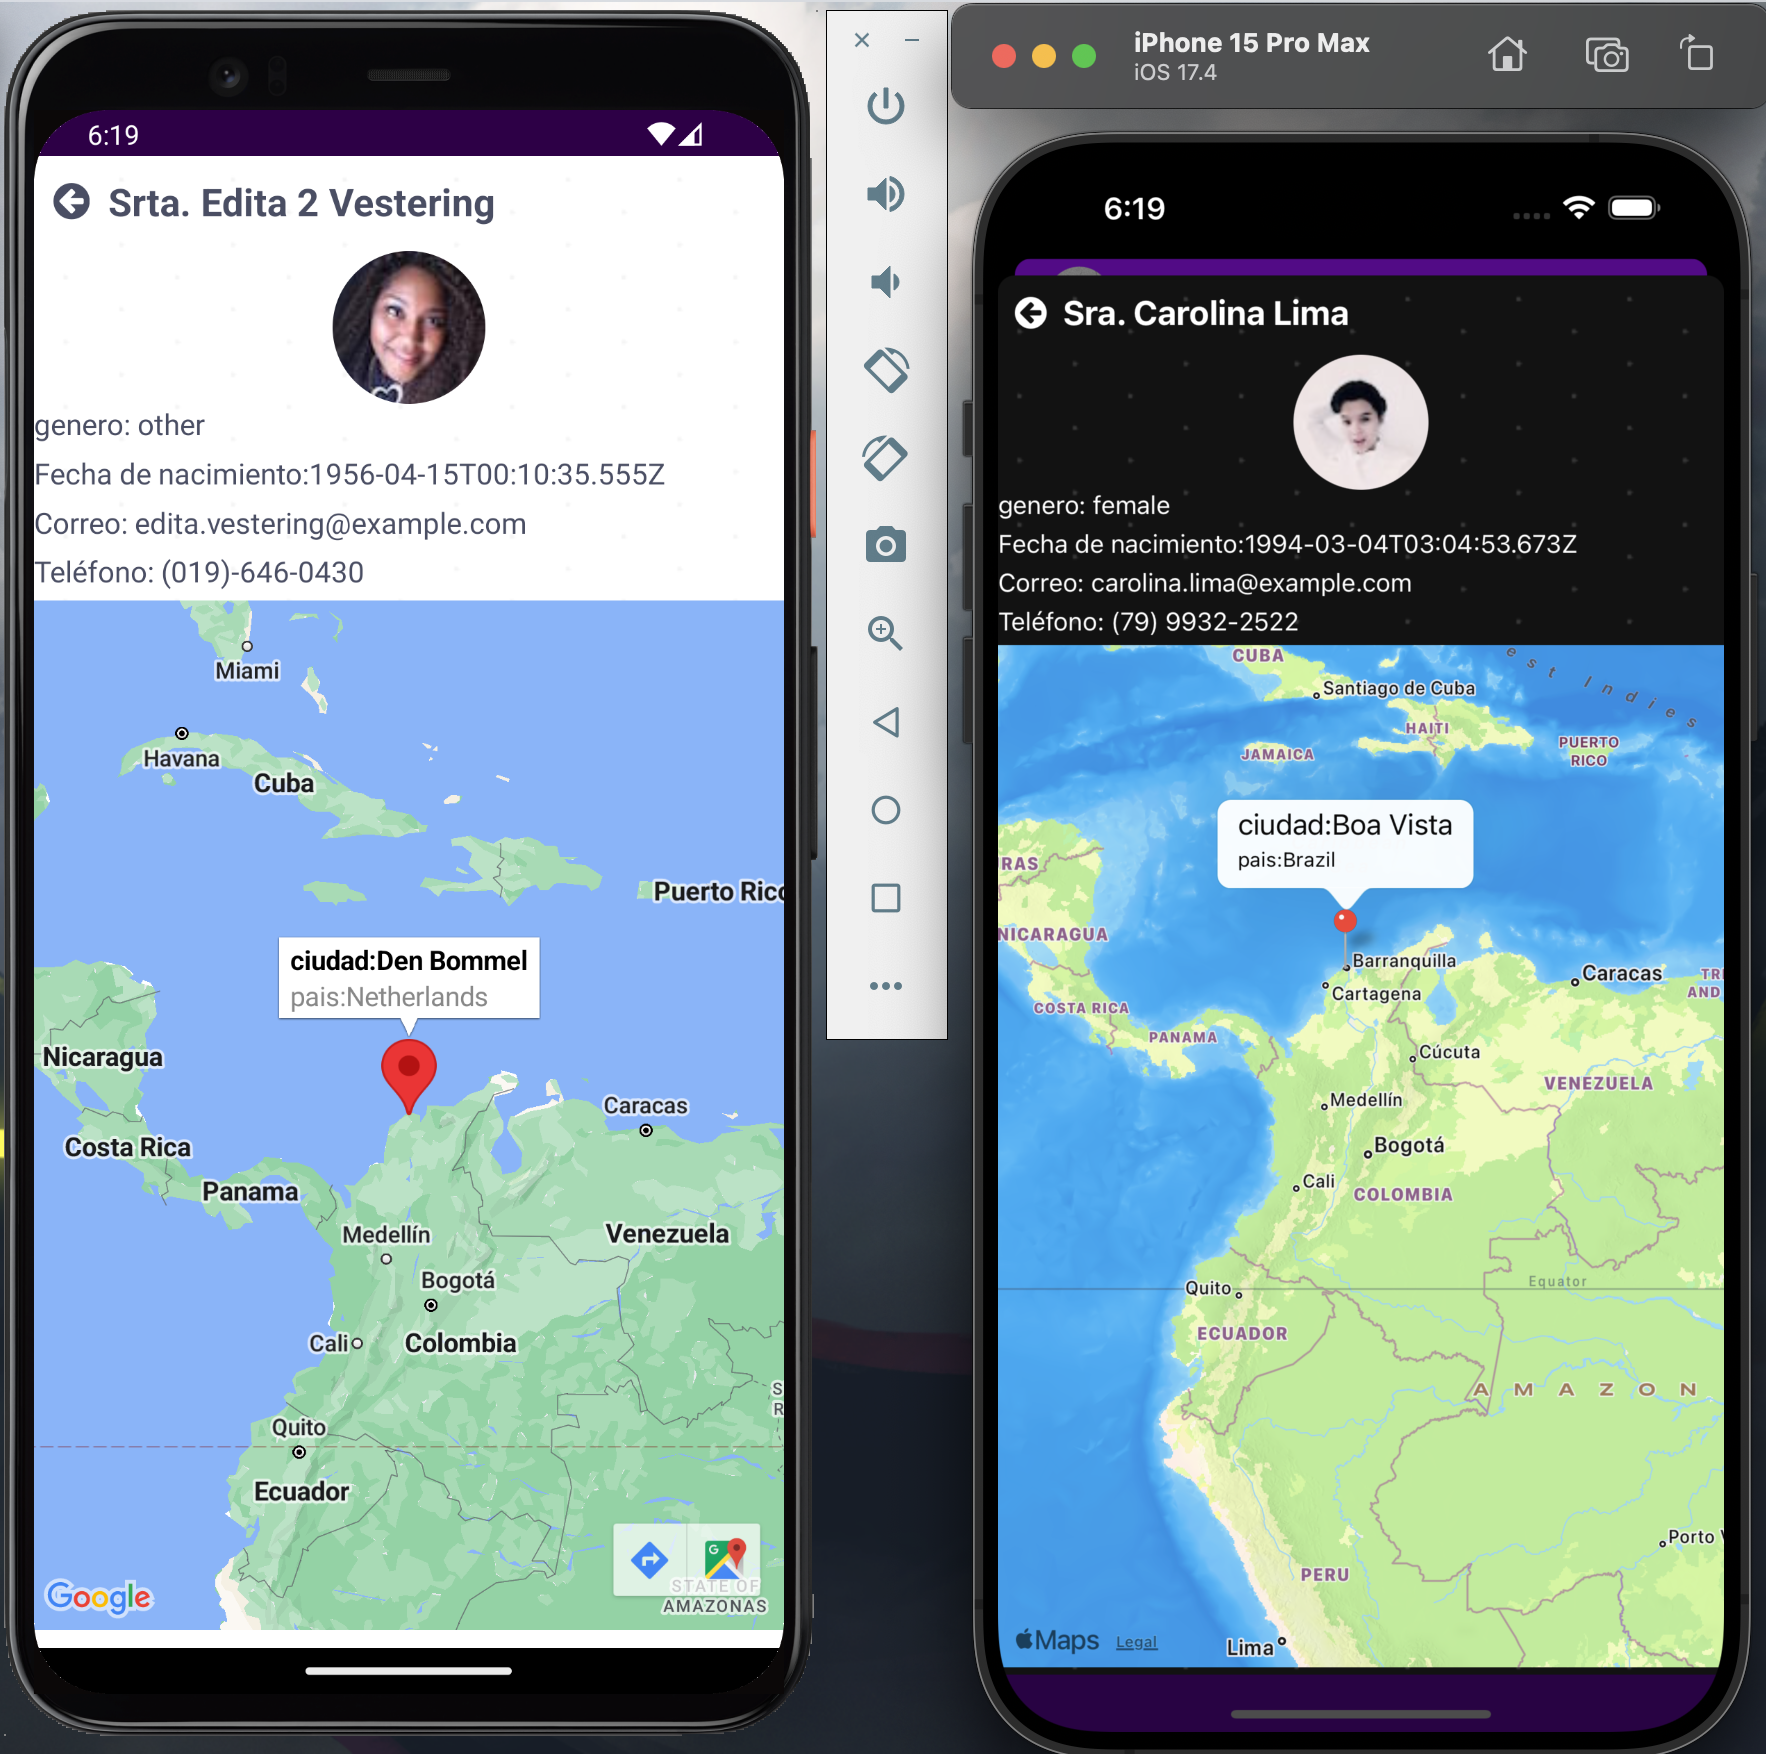 6:19
Srta. Edita 2 Vestering
genero: other
Fecha de nacimiento:1956-04-15T00:10:35.555Z
Correo: edita.vestering@example.com
Teléfono: (019)-646-0430
Miami
Havana
Cuba
Puerto Rico
ciudad:Den Bommel
pais:Netherlands
Nicaragua
Caracas
Costa Rica
Panama
Medellín
Venezuela
Bogotá
Cali
Colombia
S
R
Quito
Ecuador
G
STATE OF
AMAZONAS
Google
iPhone 15 Pro Max
iOS 17.4
6:19
Sra. Carolina Lima
genero: female
Fecha de nacimiento:1994-03-04T03:04:53.673Z
Correo: carolina.lima@example.com
Teléfono: (79) 9932-2522
est Indies
CUBA
Santiago de Cuba
HAITI
JAMAICA
PUERTO
RICO
ciudad:Boa Vista
pais:Brazil
RAS
NICARAGUA
Barranquilla
Caracas
TRI
AND
Cartagena
COSTA RICA
PANAMA
Cúcuta
VENEZUELA
Medellín
Bogotá
Cali
COLOMBIA
Equator
Quito
ECUADOR
AMAZON
Porto V
PERU
Maps
Legal
Lima